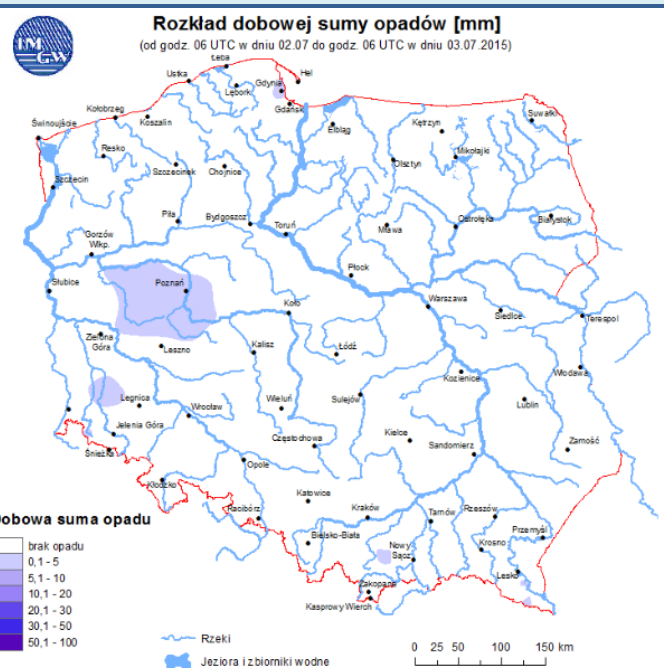 Rozkład dobowej sumy opadów [mm]
(od godz. 06 UTC w dniu 02.07 do godz. 06 UTC w dniu 03.07.2015)
IM
GW
Łeba
Hel
Ustka
Gdynia
Lębork
Gdańsk
Kołobrzeg
Koszalin
Świnoujście
Elbląg
Kętrzyn
Suwałki
Resko
Szczecinek
Chojnice
Olsztyn
Mikołajki
Szczecin
Piła
Bydgoszcz
Toruń
Mława
Ostrołęka
Białystok
Gorzów
Wlkp.
Płock
Słubice
Poznań
Koło
Warszawa
Siedlce
Terespol
Zielona
Góra
Leszno
Kalisz
Łódź
Kozienice
Włodawa
Legnica
Wrocław
Wieluń
Sulejów
Lublin
Jelenia Góra
Śnieżka
Częstochowa
Kielce
Sandomierz
Zamość
Kłodzko
Opole
Katowice
Racibórz
Kraków
Tarnów
Rzeszów
Przemyśl
Bielsko-Biała
Nowy
Sącz
Krosno
Lesko
Zakopane
Kasprowy Wierch
Dobowa suma opadu
brak opadu
0,1 - 5
5,1 - 10
10,1 - 20
20,1 - 30
30,1 - 50
50,1 - 100
Rzeki
Jeziora i zbiorniki wodne
0 25 50 100 150 km